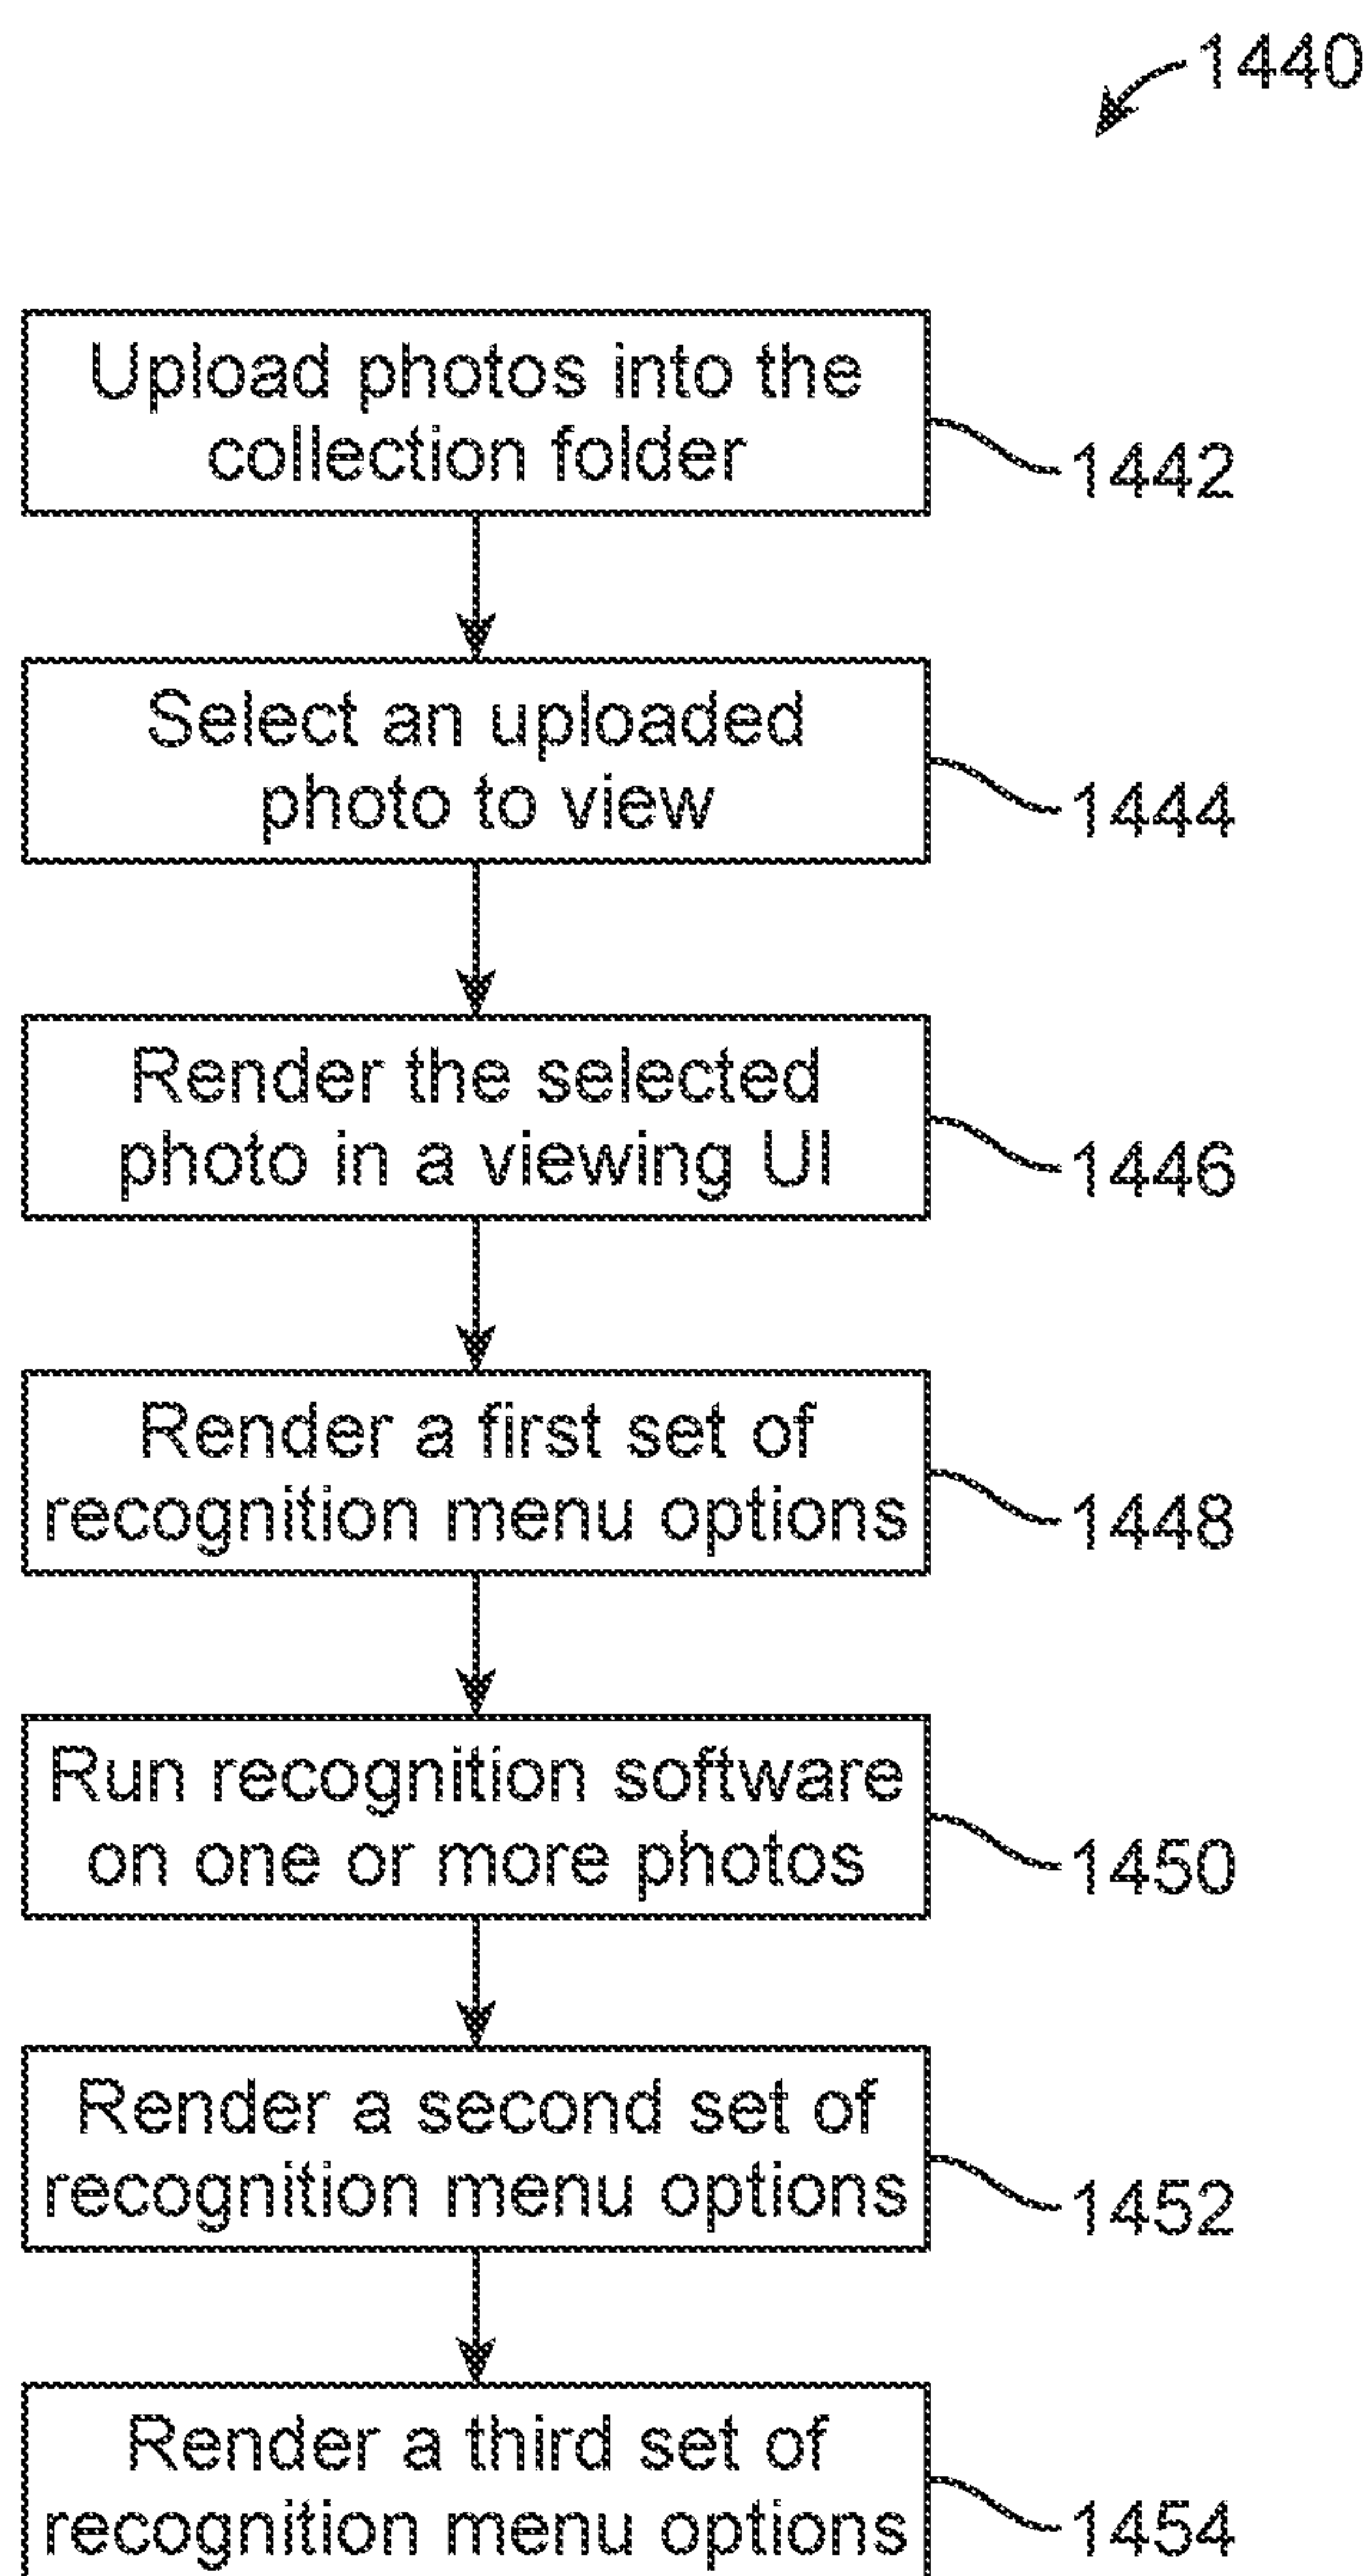 1440
Upload photos into the
collection folder
1442
Select an uploaded
photo to view
1444
Render the selected
photo in a viewing UI
1446
Render a first set of
recognition menu options
1448
Run recognition software
on one or more photos
1450
Render a second set of
recognition menu options
1452
Render a third set of
recognition menu options
1454